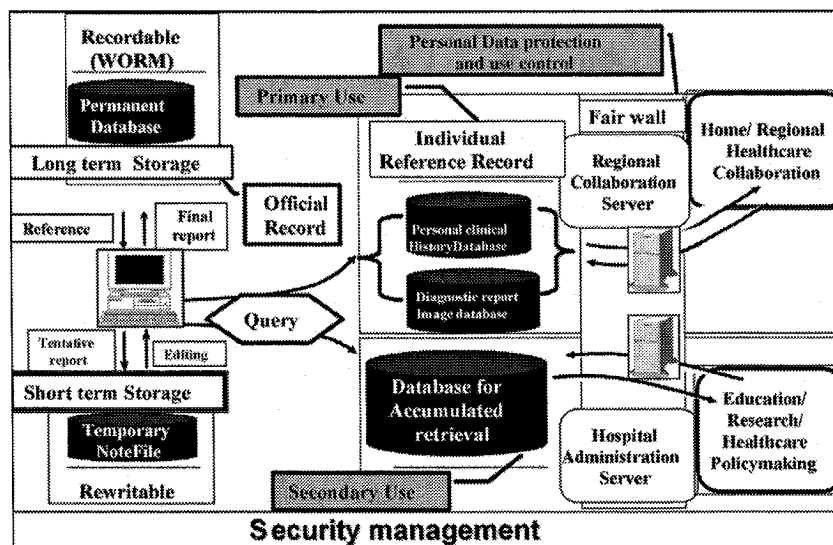 Recordable
(WORM)
Permanent
Database
Long term Storage
Official
Record
Reference
Final
report
Tentative
report
Editing
Short term Storage
Temporary
NoteFile
Rewritable
Query
Primary Use
Personal Data protection
and use control
Individual
Reference Record
Personal clinical
HistoryDatabase
Diagnostic report
Image database
Database for
Accumulated
retrieval
Secondary Use
Fair wall
Regional
Collaboration
Server
Home/ Regional
Healthcare
Collaboration
Hospital
Administration
Server
Education/
Research/
Healthcare
Policymaking
Security management